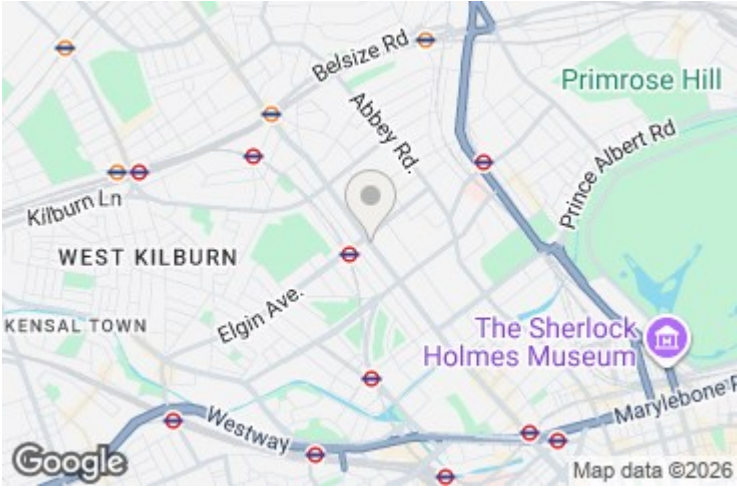 Belsize Rd
Abbey Rd.
Primrose Hill
Prince Albert Rd
Kilburn Ln
WEST KILBURN
Elgin Ave.
KENSAL TOWN
The Sherlock
Holmes Museum
Marylebone R
Westway
Google
Map data ©2026